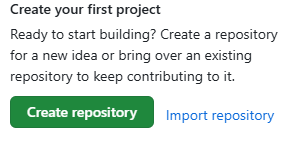 Create your first project
Ready to start building? Create a repository
for a new idea or bring over an existing
repository to keep contributing to it.
Create repository
Import repository